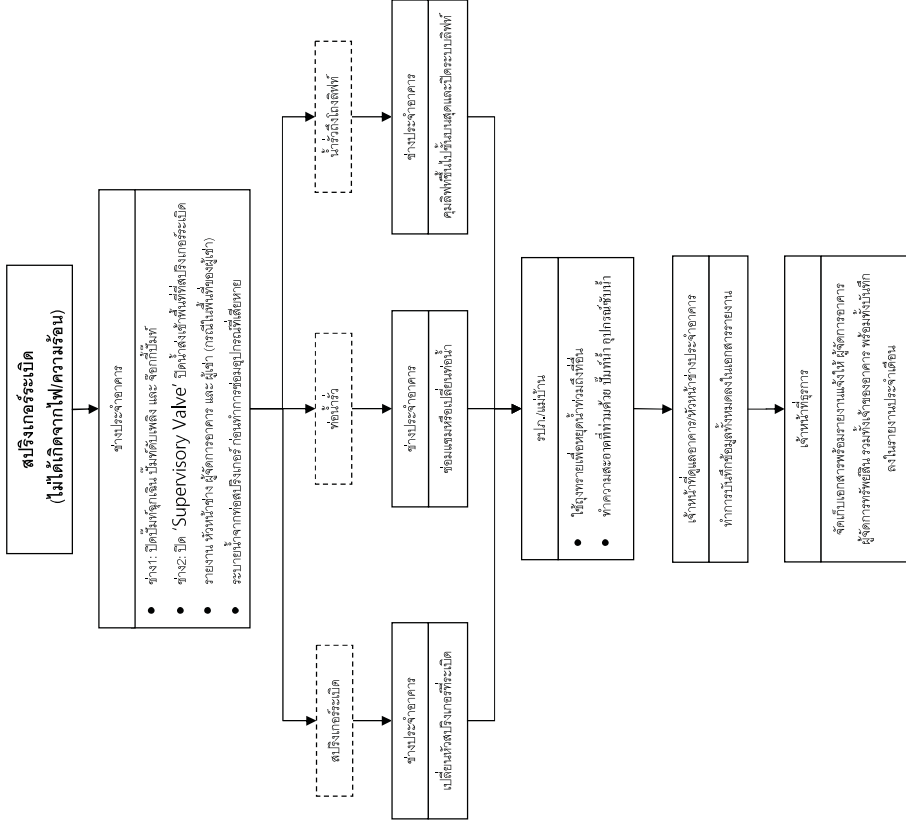 สปริงเกอร์ระเบิด
(ไม่ได้เกิดจากไฟ/ความร้อน)
ช่างประจำอาคาร
● ช่าง1: ปิดปั๊มท์ฉุกเฉิน ปั๊มท์ดับเพลิง และ จ๊อกกี้ปั๊มท์
● ช่าง2: ปิด ‘Supervisory Valve’ ปิดน้ำส่งเข้าพื้นที่ที่สปริงเกอร์ระเบิด
● รายงาน หัวหน้าช่าง ผู้จัดการอาคาร และ ผู้เช่า (กรณีในพื้นที่ของผู้เช่า)
● ระบายน้ำจากท่อสปริงเกอร์ ก่อนทำการซ่อมอุปกรณ์ที่เสียหาย
สปริงเกอร์ระเบิด
ช่างประจำอาคาร
เปลี่ยนหัวสปริงเกอร์ที่ระเบิด
ท่อน้ำรั่ว
ช่างประจำอาคาร
ซ่อมแซมหรือเปลี่ยนท่อน้ำ
น้ำรั่วถึงโถงลิฟท์
ช่างประจำอาคาร
คุมลิฟท์ขึ้นไปชั้นบนสุดและปิดระบบลิฟท์
รปภ./แม่บ้าน
● ใช้ถุงทรายเพื่อหยุดน้ำท่วมถึงที่อื่น
● ทำความสะอาดที่ท่วมด้วย ปั๊มท์น้ำ อุปกรณ์ซับน้ำ
เจ้าหน้าที่ดูแลอาคาร/หัวหน้าช่างประจำอาคาร
ทำการบันทึกข้อมูลทั้งหมดลงในเอกสารรายงาน
เจ้าหน้าที่ธุรการ
จัดเก็บเอกสารพร้อมรายงานแจ้งให้ ผู้จัดการอาคาร
ผู้จัดการทรัพย์สิน รวมทั้งเจ้าของอาคาร พร้อมทั้งบันทึก
ลงในรายงานประจำเดือน